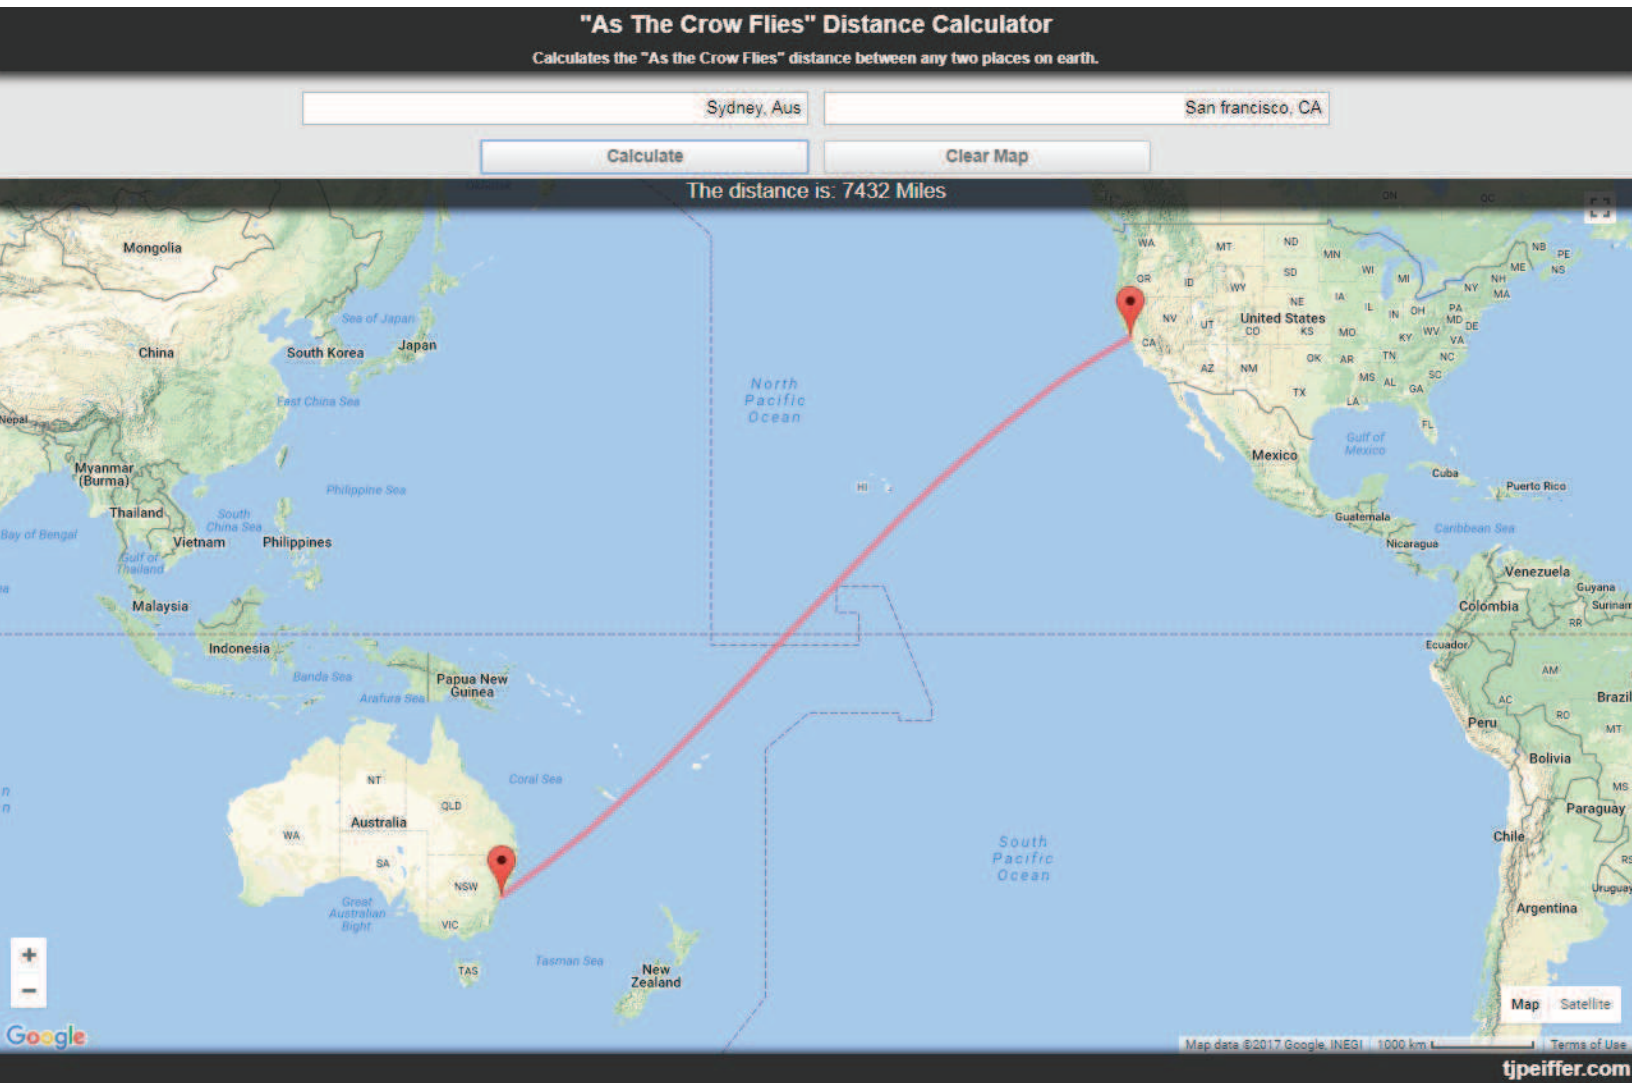 "As The Crow Flies" Distance Calculator
Calculates the "As the Crow Flies" distance between any two places on earth.
Sydney, Aus
San francisco, CA
Calculate
Clear Map
The distance is: 7432 Miles
ON
QC
Mongolia
WA
MT
ND
MN
NB
PE
OR
ID
SD
WI
MI
ME
NH
NS
WY
NY
MA
NE
IA
IL
IN
OH
PA
MD
DE
Sea of Japan
NV
UT
United States
CO
KS
MO
KY
WV
VA
China
South Korea
Japan
CA
OK
AR
TN
NC
AZ
NM
MS
AL
SC
GA
North
Pacific
Ocean
TX
LA
East China Sea
Nepal
FL
Gulf of
Mexico
Mexico
Myanmar
(Burma)
Cuba
Puerto Rico
Philippine Sea
HI
Thailand
South
China Sea
Guatemala
Caribbean Sea
Bay of Bengal
Vietnam
Philippines
Nicaragua
Gulf of
Thailand
Venezuela
Guyana
Malaysia
Colombia
Surinam
RR
Indonesia
Ecuador
Banda Sea
Papua New
Guinea
AM
Arafura Sea
AC
Brazil
RO
Peru
MT
Bolivia
NT
Coral Sea
MS
QLD
Paraguay
Australia
WA
Chile
South
Pacific
Ocean
SA
RS
NSW
Uruguay
Great
Australian
Bight
Argentina
VIC
Tasman Sea
TAS
New
Zealand
+
−
Map
Satellite
Google
Map data ©2017 Google, INEGI
1000 km
Terms of Use
tjpeiffer.com